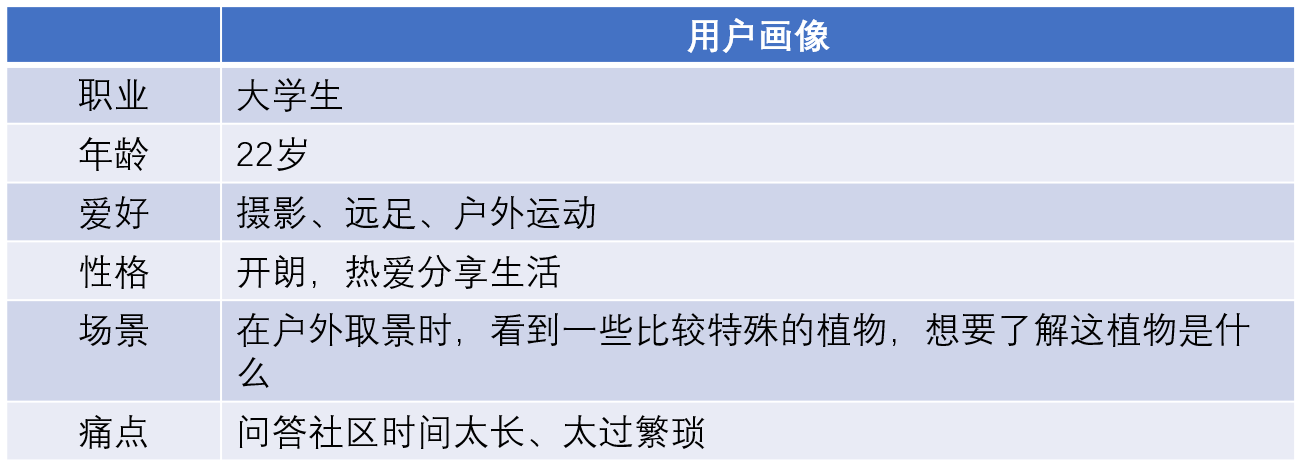 用户画像
职业 大学生
年龄 22岁
爱好 摄影、远足、户外运动
性格 开朗，热爱分享生活
场景 在户外取景时，看到一些比较特殊的植物，想要了解这植物是什
么
痛点 问答社区时间太长、太过繁琐